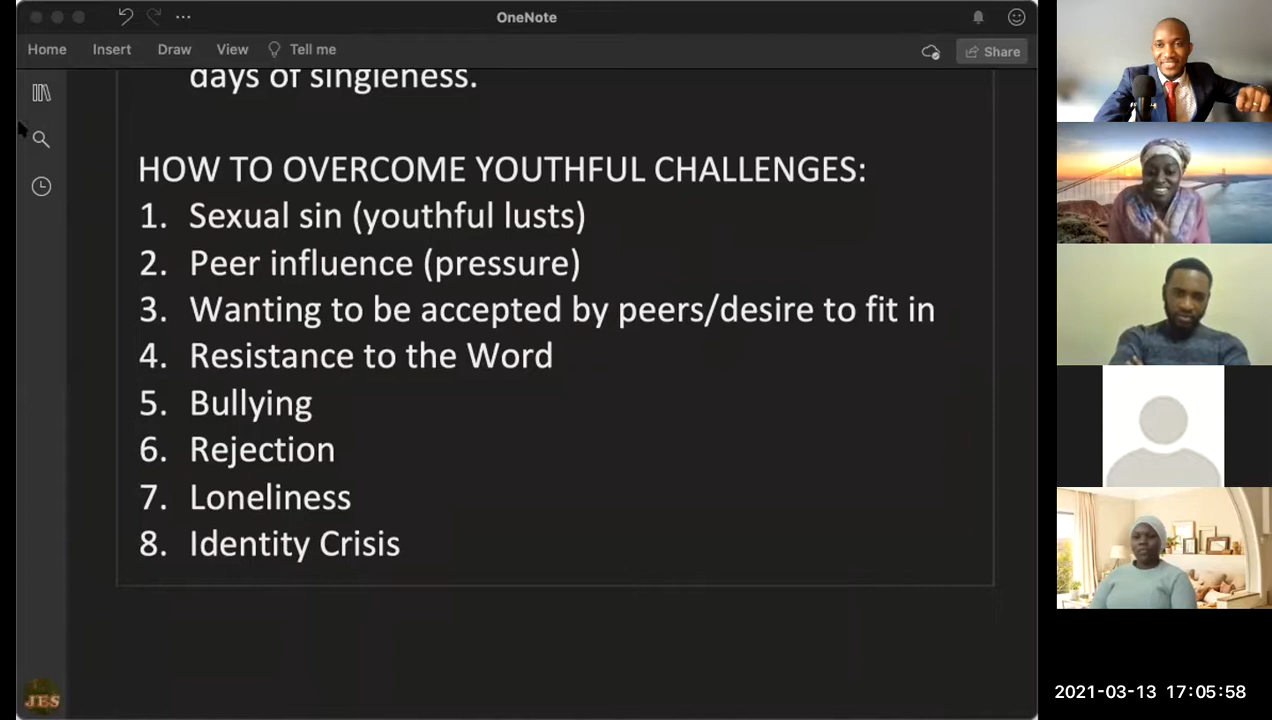 OneNote
Home Insert Draw View Tell me Share
days of singleness.
HOW TO OVERCOME YOUTHFUL CHALLENGES:
1. Sexual sin (youthful lusts)
2. Peer influence (pressure)
3. Wanting to be accepted by peers/desire to fit in
4. Resistance to the Word
5. Bullying
6. Rejection
7. Loneliness
8. Identity Crisis
JES
2021-03-13 17:05:58